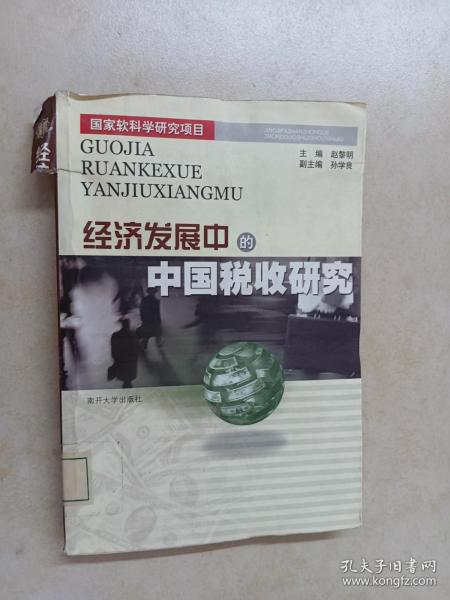 国家软科学研究项目
GUOJIA
RUANKEXUE
YANJIUXIANGMU
主 编 赵黎明
副主编 孙学良
经济发展中的
中国税收研究
南开大学出版社
孔夫子旧书网
www.kongfz.com